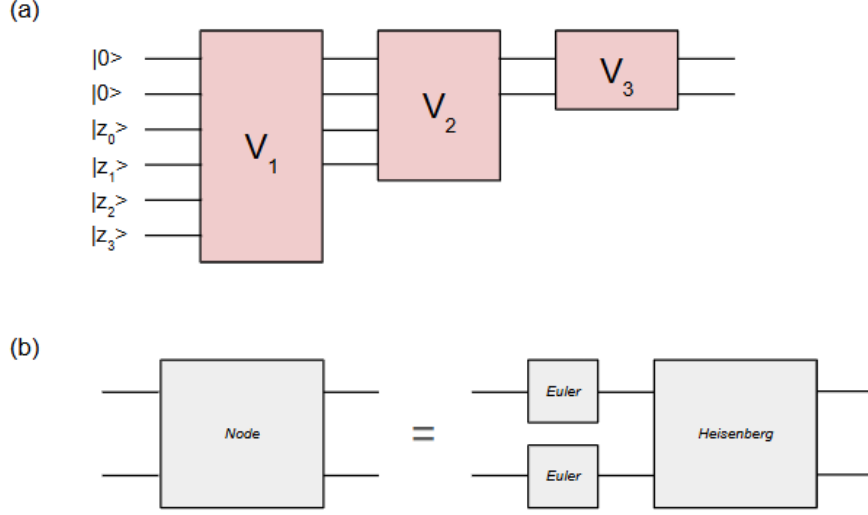 (a)
|0>
|0>
|z₀>
|z₁>
|z₂>
|z₃>
V₁
V₂
V₃
(b)
Node
=
Euler
Euler
Heisenberg